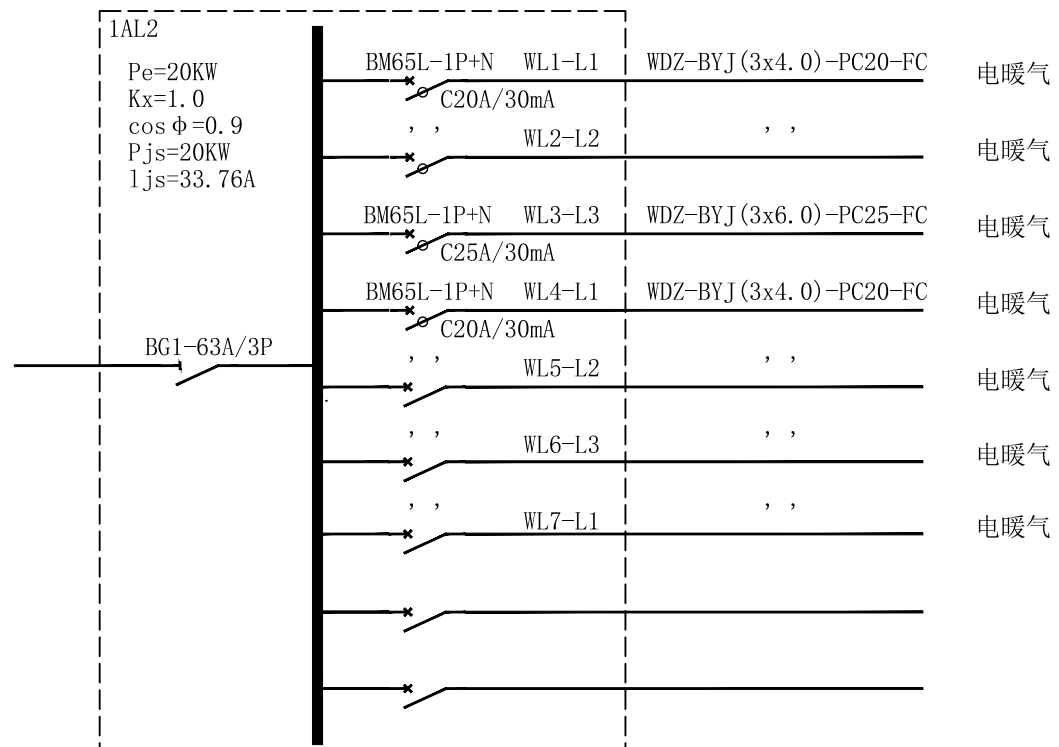 1AL2
Pe=20KW
Kx=1.0
cosφ=0.9
Pjs=20KW
ljs=33.76A
BM65L-1P+N WL1-L1 WDZ-BYJ(3x4.0)-PC20-FC 电暖气
C20A/30mA
, , WL2-L2 , , 电暖气
BM65L-1P+N WL3-L3 WDZ-BYJ(3x6.0)-PC25-FC 电暖气
C25A/30mA
BM65L-1P+N WL4-L1 WDZ-BYJ(3x4.0)-PC20-FC 电暖气
C20A/30mA
BG1-63A/3P
, , WL5-L2 , , 电暖气
, , WL6-L3 , , 电暖气
, , WL7-L1 , , 电暖气